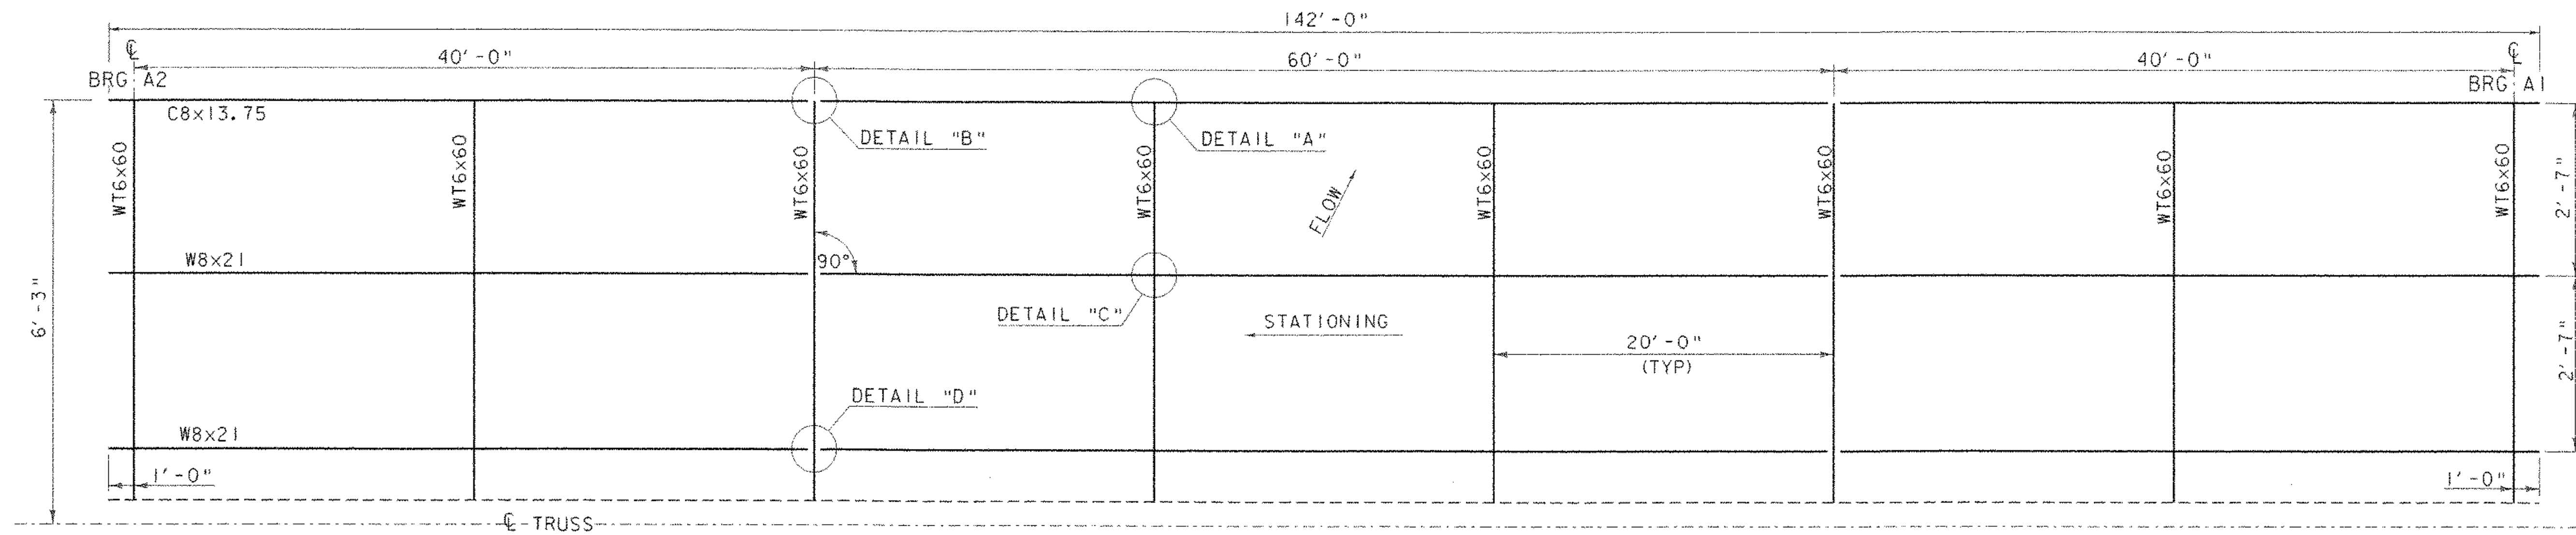 142'-0"
℄
40'-0"
60'-0"
40'-0"
℄
BRG A2
BRG A1
C8x13.75
WT6x60
WT6x60
WT6x60
DETAIL "B"
WT6x60
DETAIL "A"
FLOW
WT6x60
WT6x60
WT6x60
WT6x60
2'-7"
6'-3"
W8x21
90°
DETAIL "C"
STATIONING
20'-0"
(TYP)
2'-7"
DETAIL "D"
W8x21
1'-0"
1'-0"
℄ TRUSS